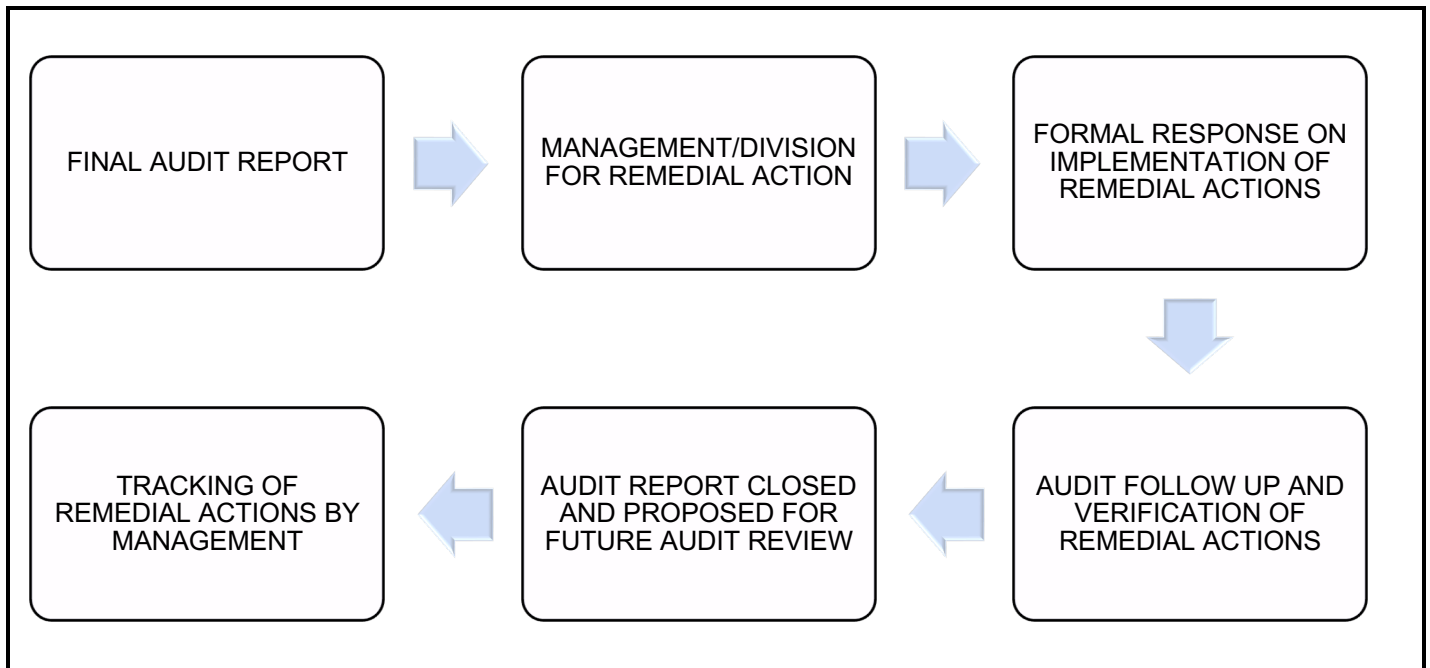 FINAL AUDIT REPORT
MANAGEMENT/DIVISION
FOR REMEDIAL ACTION
FORMAL RESPONSE ON
IMPLEMENTATION OF
REMEDIAL ACTIONS
AUDIT FOLLOW UP AND
VERIFICATION OF
REMEDIAL ACTIONS
AUDIT REPORT CLOSED
AND PROPOSED FOR
FUTURE AUDIT REVIEW
TRACKING OF
REMEDIAL ACTIONS BY
MANAGEMENT